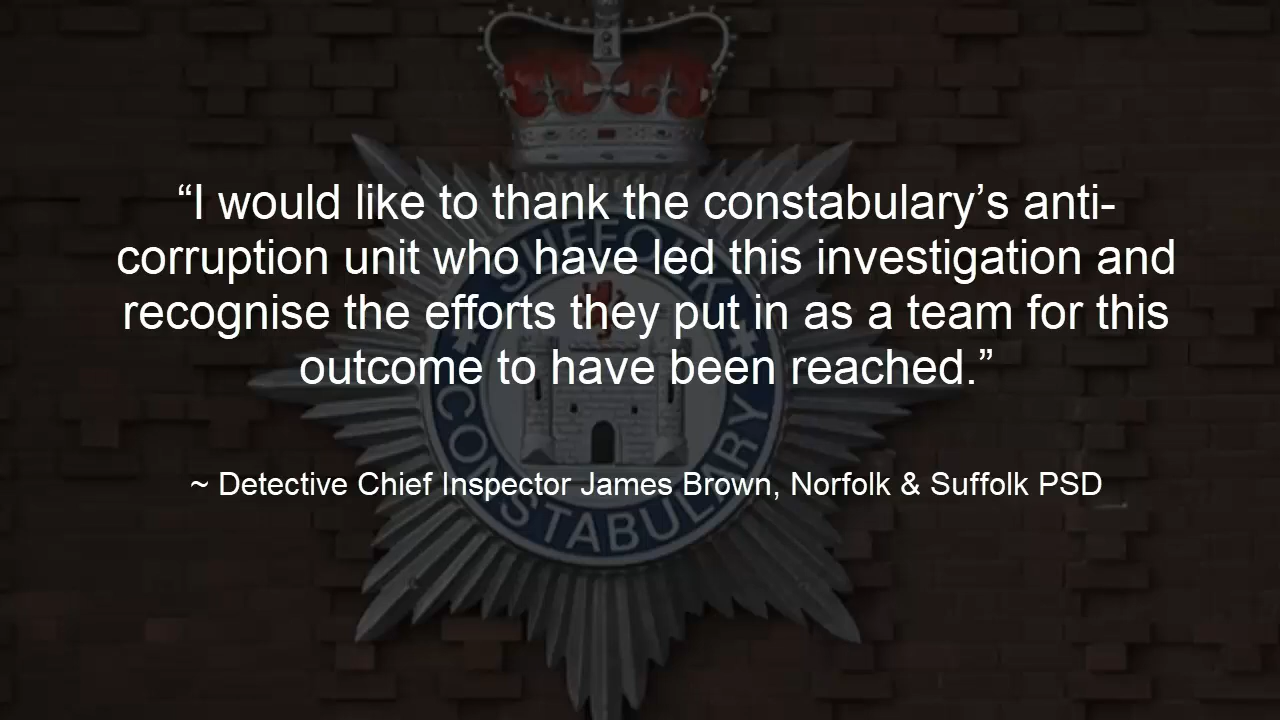 “I would like to thank the constabulary’s anti-
corruption unit who have led this investigation and
recognise the efforts they put in as a team for this
outcome to have been reached.”
~ Detective Chief Inspector James Brown, Norfolk & Suffolk PSD
SUFFOLK
CONSTABULARY